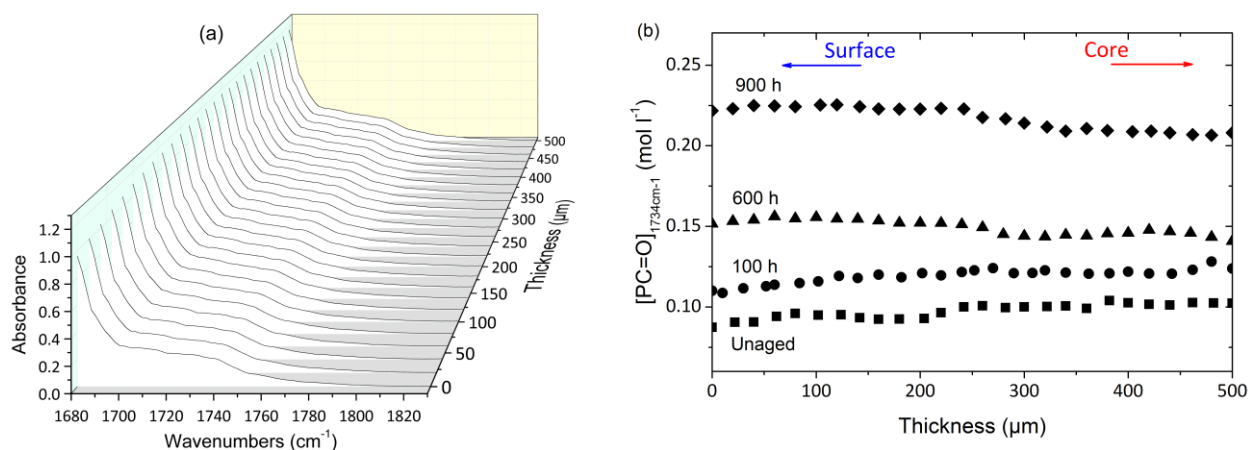 (a)
1.2
1.0
0.8
0.6
0.4
0.2
0.0
Absorbance
1680 1700 1720 1740 1760 1780 1800 1820
Wavenumbers (cm-1)
0
50
100
150
200
250
300
350
400
450
500
Thickness (µm)
(b)
Surface
Core
900 h
600 h
100 h
Unaged
0.25
0.20
0.15
0.10
[PC=O]1734cm-1 (mol l-1)
0 100 200 300 400 500
Thickness (µm)